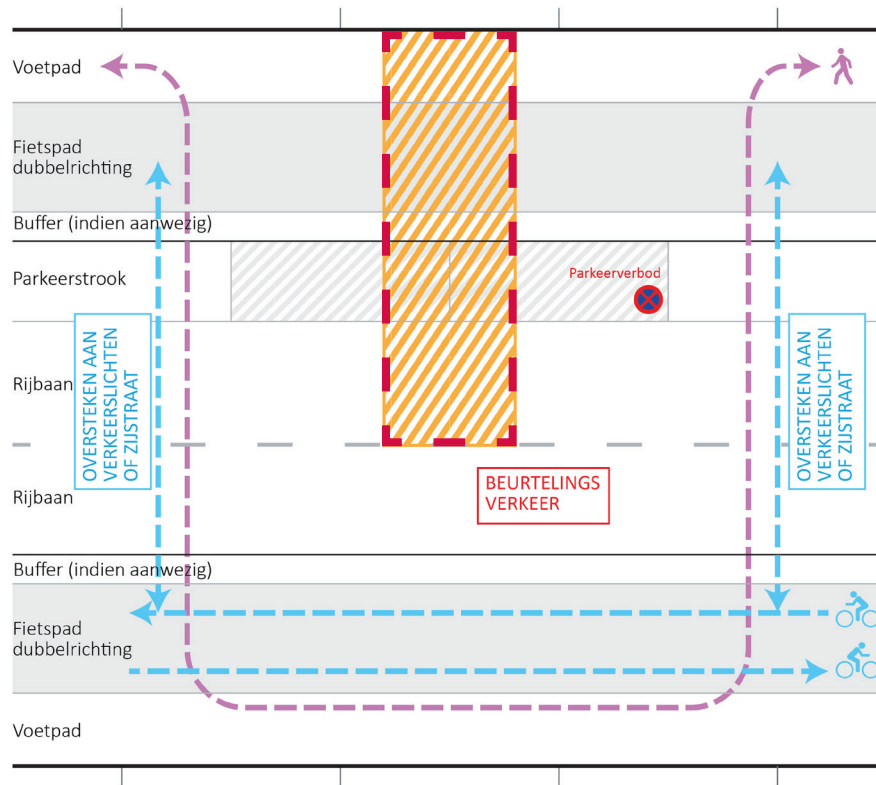 Voetpad
Fietspad
dubbelrichting
Buffer (indien aanwezig)
Parkeerstrook
Parkeerverbod
OVERSTEKEN AAN
VERKEERSLICHTEN
OF ZIJSTRAAT
OVERSTEKEN AAN
VERKEERSLICHTEN
OF ZIJSTRAAT
Rijbaan
Rijbaan
BEURTELINGS
VERKEER
Buffer (indien aanwezig)
Fietspad
dubbelrichting
Voetpad